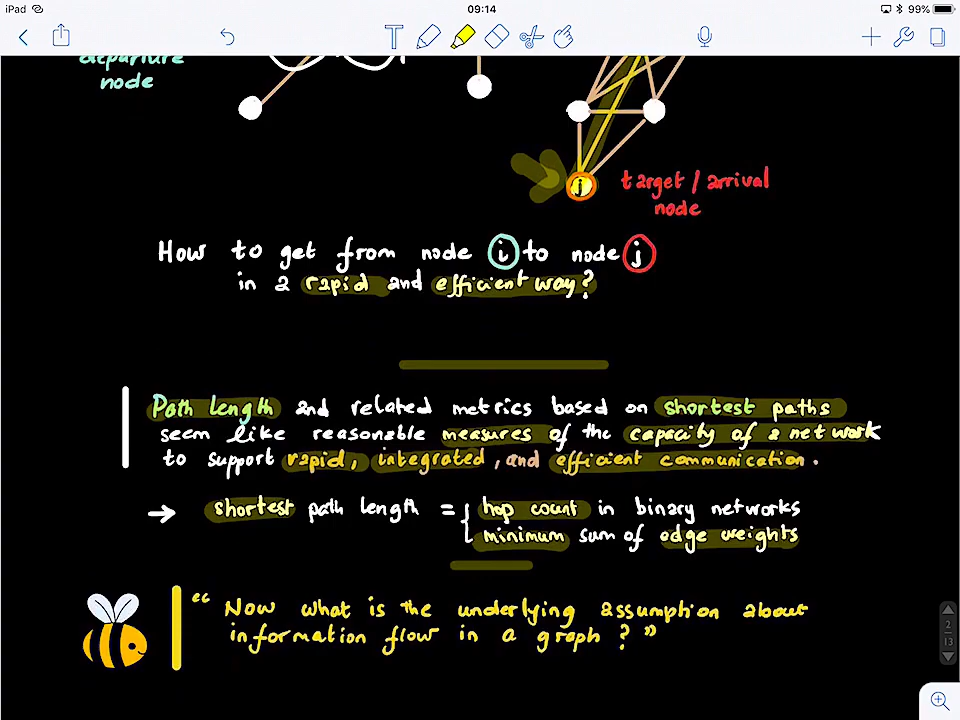 iPad
09:14
99%
T
departure
node
j
target / arrival
node
How to get from node i to node j
in a rapid and efficient way?
Path Length and related metrics based on shortest paths
seem like reasonable measures of the capacity of a network
to support rapid, integrated, and efficient communication.
→ shortest path length = { hop count in binary networks
minimum sum of edge weights
“ Now what is the underlying assumption about
information flow in a graph ? ”
2
13